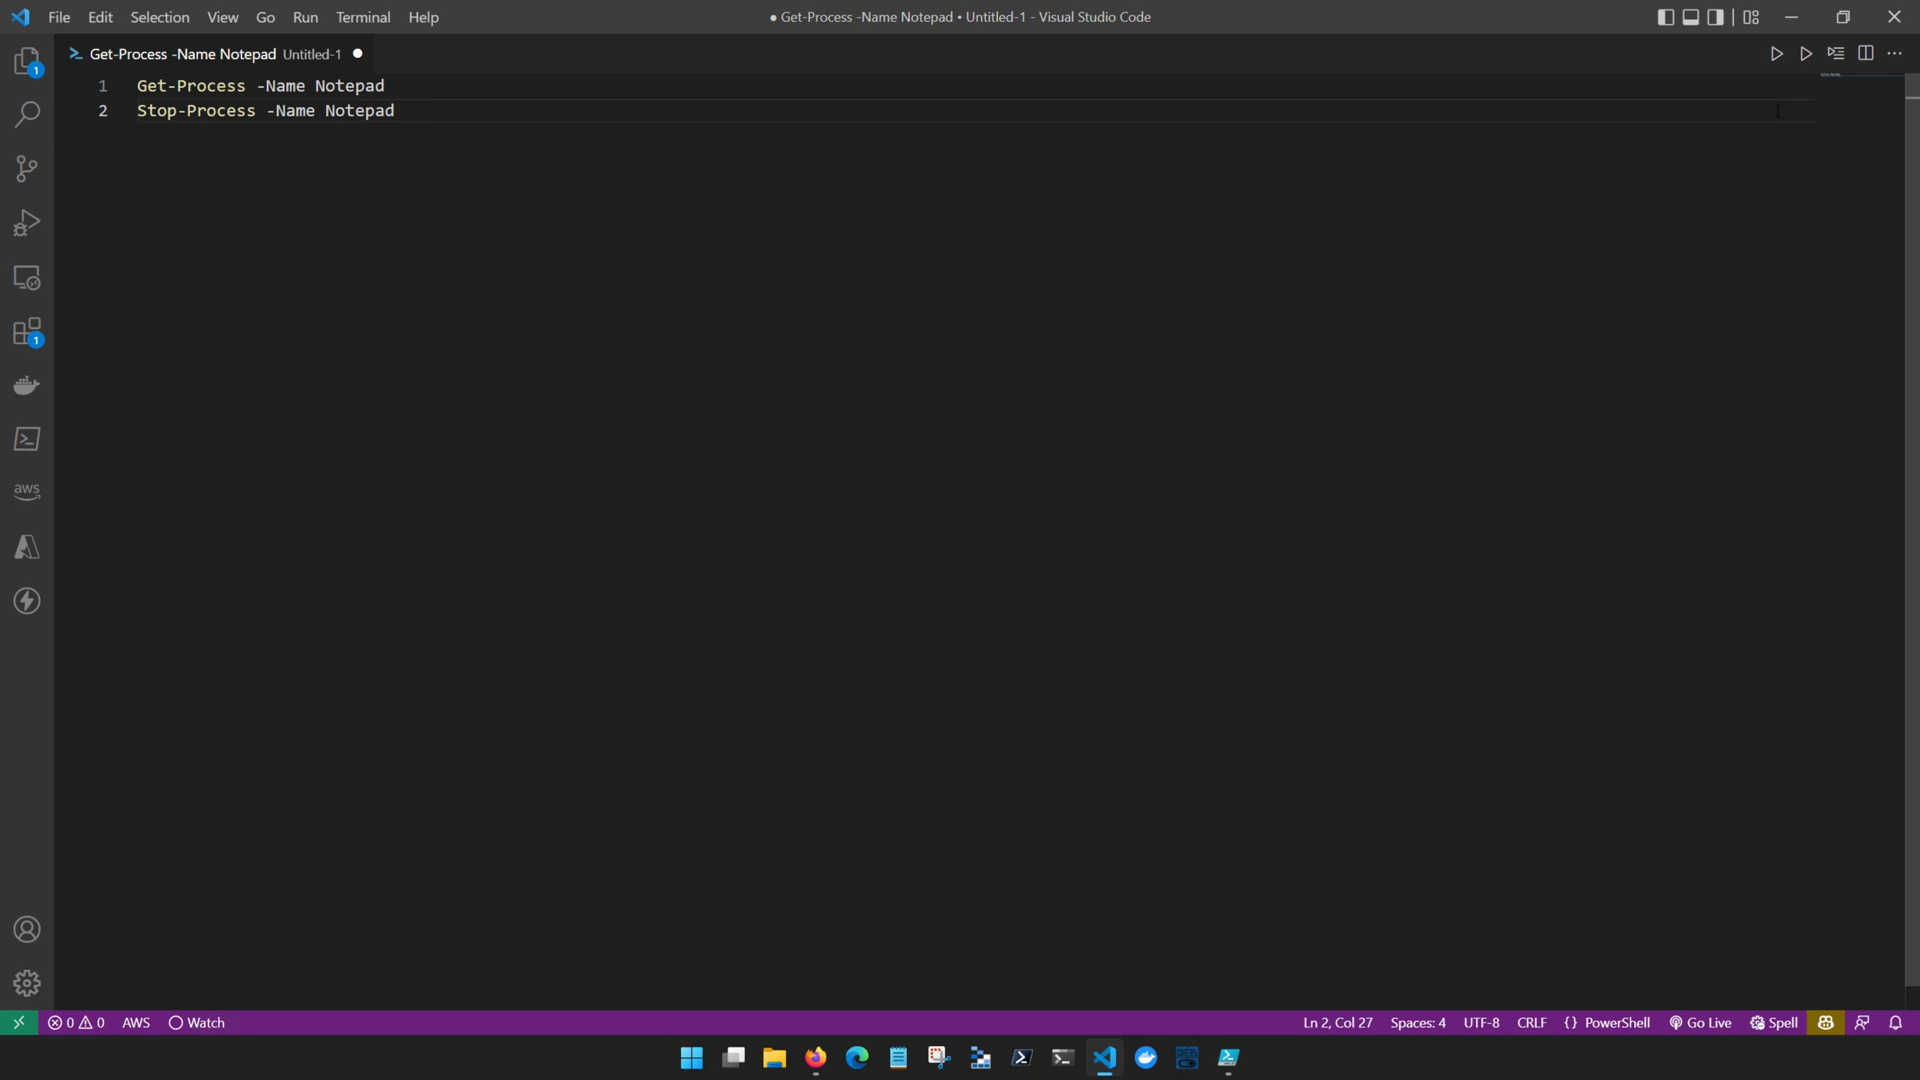 File Edit Selection View Go Run Terminal Help
● Get-Process -Name Notepad • Untitled-1 - Visual Studio Code
Get-Process -Name Notepad Untitled-1
1 Get-Process -Name Notepad
2 Stop-Process -Name Notepad
1
1
aws
0 0 AWS Watch
Ln 2, Col 27 Spaces: 4 UTF-8 CRLF {} PowerShell Go Live Spell